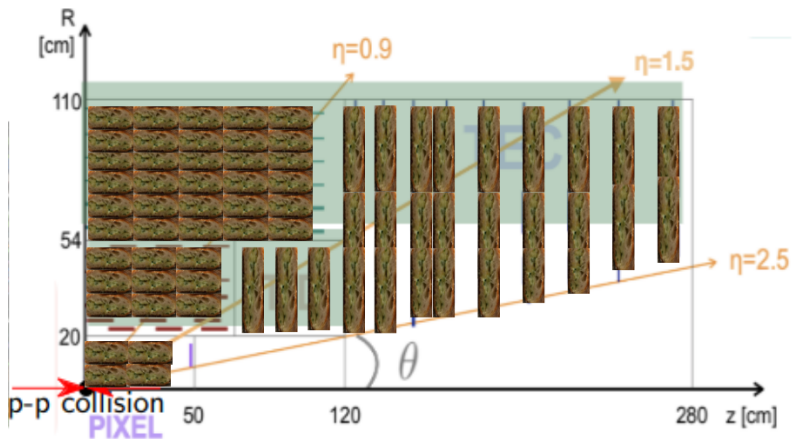 R
[cm]
η=0.9
η=1.5
110
TEC
54
η=2.5
20
θ
p-p collision
50
120
280
z [cm]
PIXEL